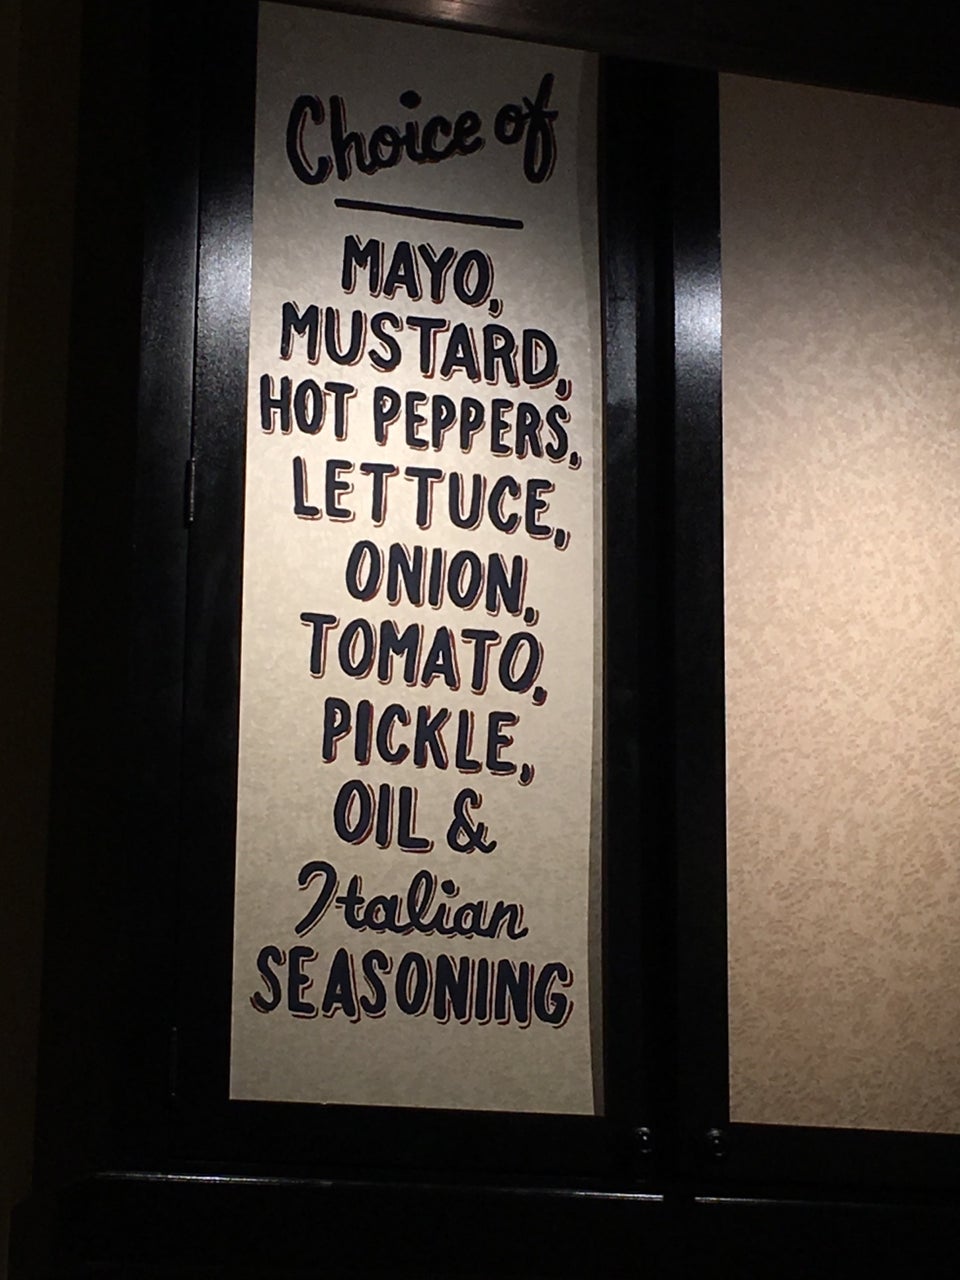 Choice of
MAYO,
MUSTARD,
HOT PEPPERS,
LETTUCE,
ONION,
TOMATO,
PICKLE,
OIL &
Italian
SEASONING